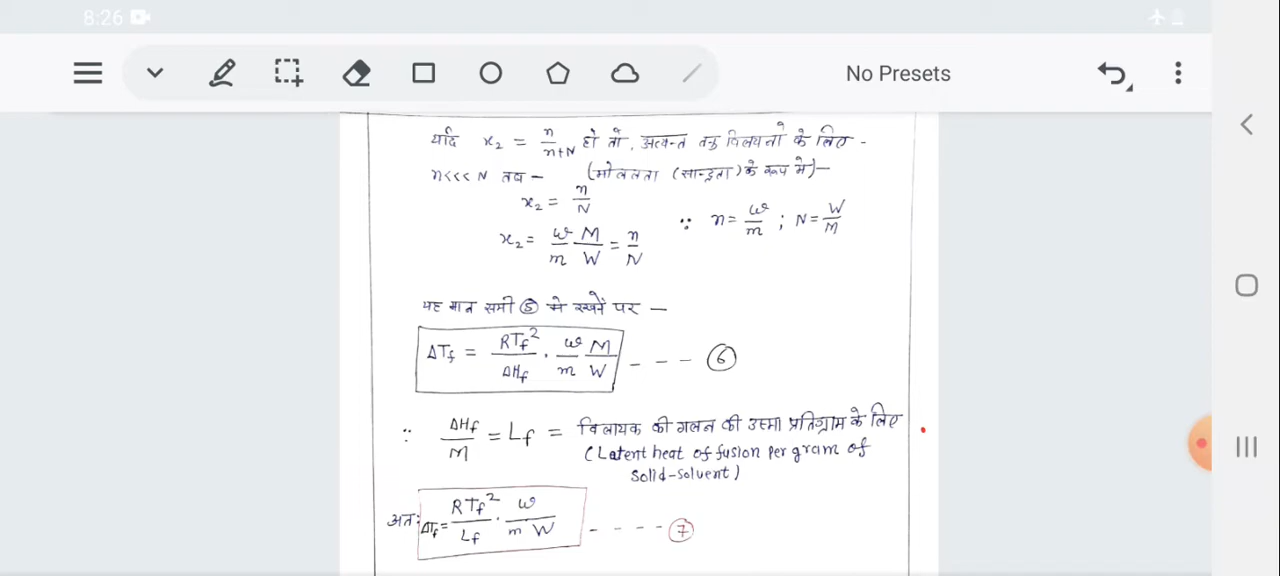 8:26
No Presets
यदि x₂ = n/n+N हो तो, अत्यन्त तनु विलयनो के लिए -
n<<< N तब - (मोललता (सान्द्रता) के रूप मे) -
x₂ = n/N
∵ n = w/m ; N = W/M
x₂ = w/m M/W = n/N
यह मान समी ⑤ मे रखने पर -
ΔTf = RTf²/ΔHf . w/m M/W - - - - ⑥
∵ ΔHf/M = Lf = विलायक की गलन की उष्मा प्रतिग्राम के लिए
(Latent heat of fusion per gram of
Solid-solvent)
अतः ΔTf = RTf²/Lf . w/m W - - - - ⑦